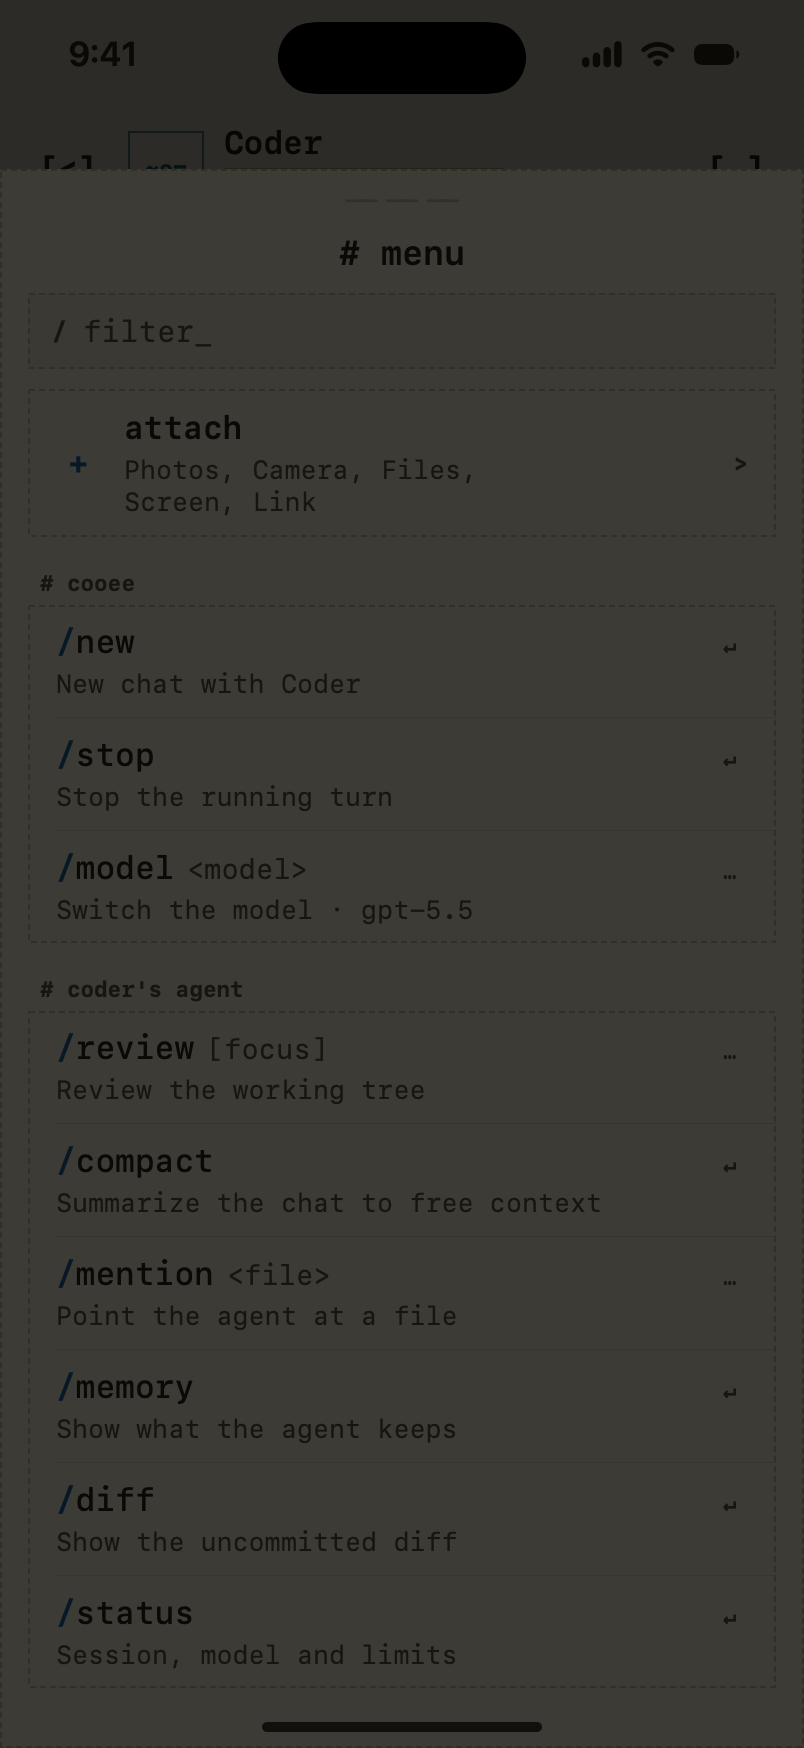 9:41
Coder
# menu
/ filter_
attach
+
Photos, Camera, Files,
Screen, Link
>
# cooee
/new
↵
New chat with Coder
/stop
↵
Stop the running turn
/model <model>
…
Switch the model · gpt-5.5
# coder's agent
/review [focus]
…
Review the working tree
/compact
↵
Summarize the chat to free context
/mention <file>
…
Point the agent at a file
/memory
↵
Show what the agent keeps
/diff
↵
Show the uncommitted diff
/status
↵
Session, model and limits